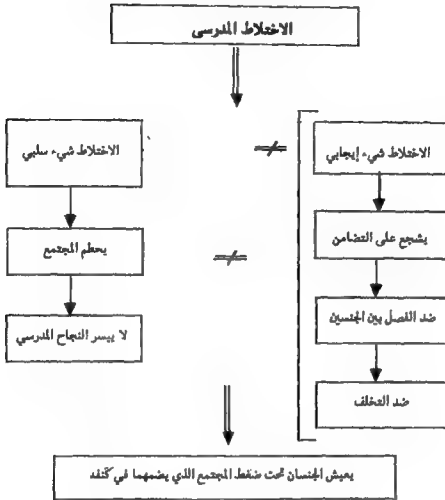 الاختلاط المدرسى
الاختلاط شيء إيجابي
الاختلاط شيء سلبي
يشجع على التضامن
يحطم المجتمع
ضد الفصل بين الجنسين
لا ييسر النجاح المدرسي
ضد التخلف
يعيش الجنسان تحت ضغط المجتمع الذي يضمهما في كنفه